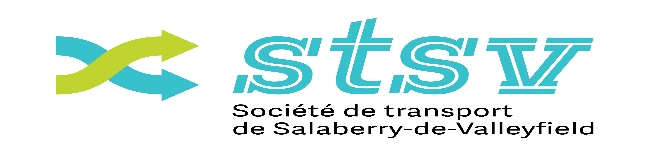 stsv
Société de transport
de Salaberry-de-Valleyfield